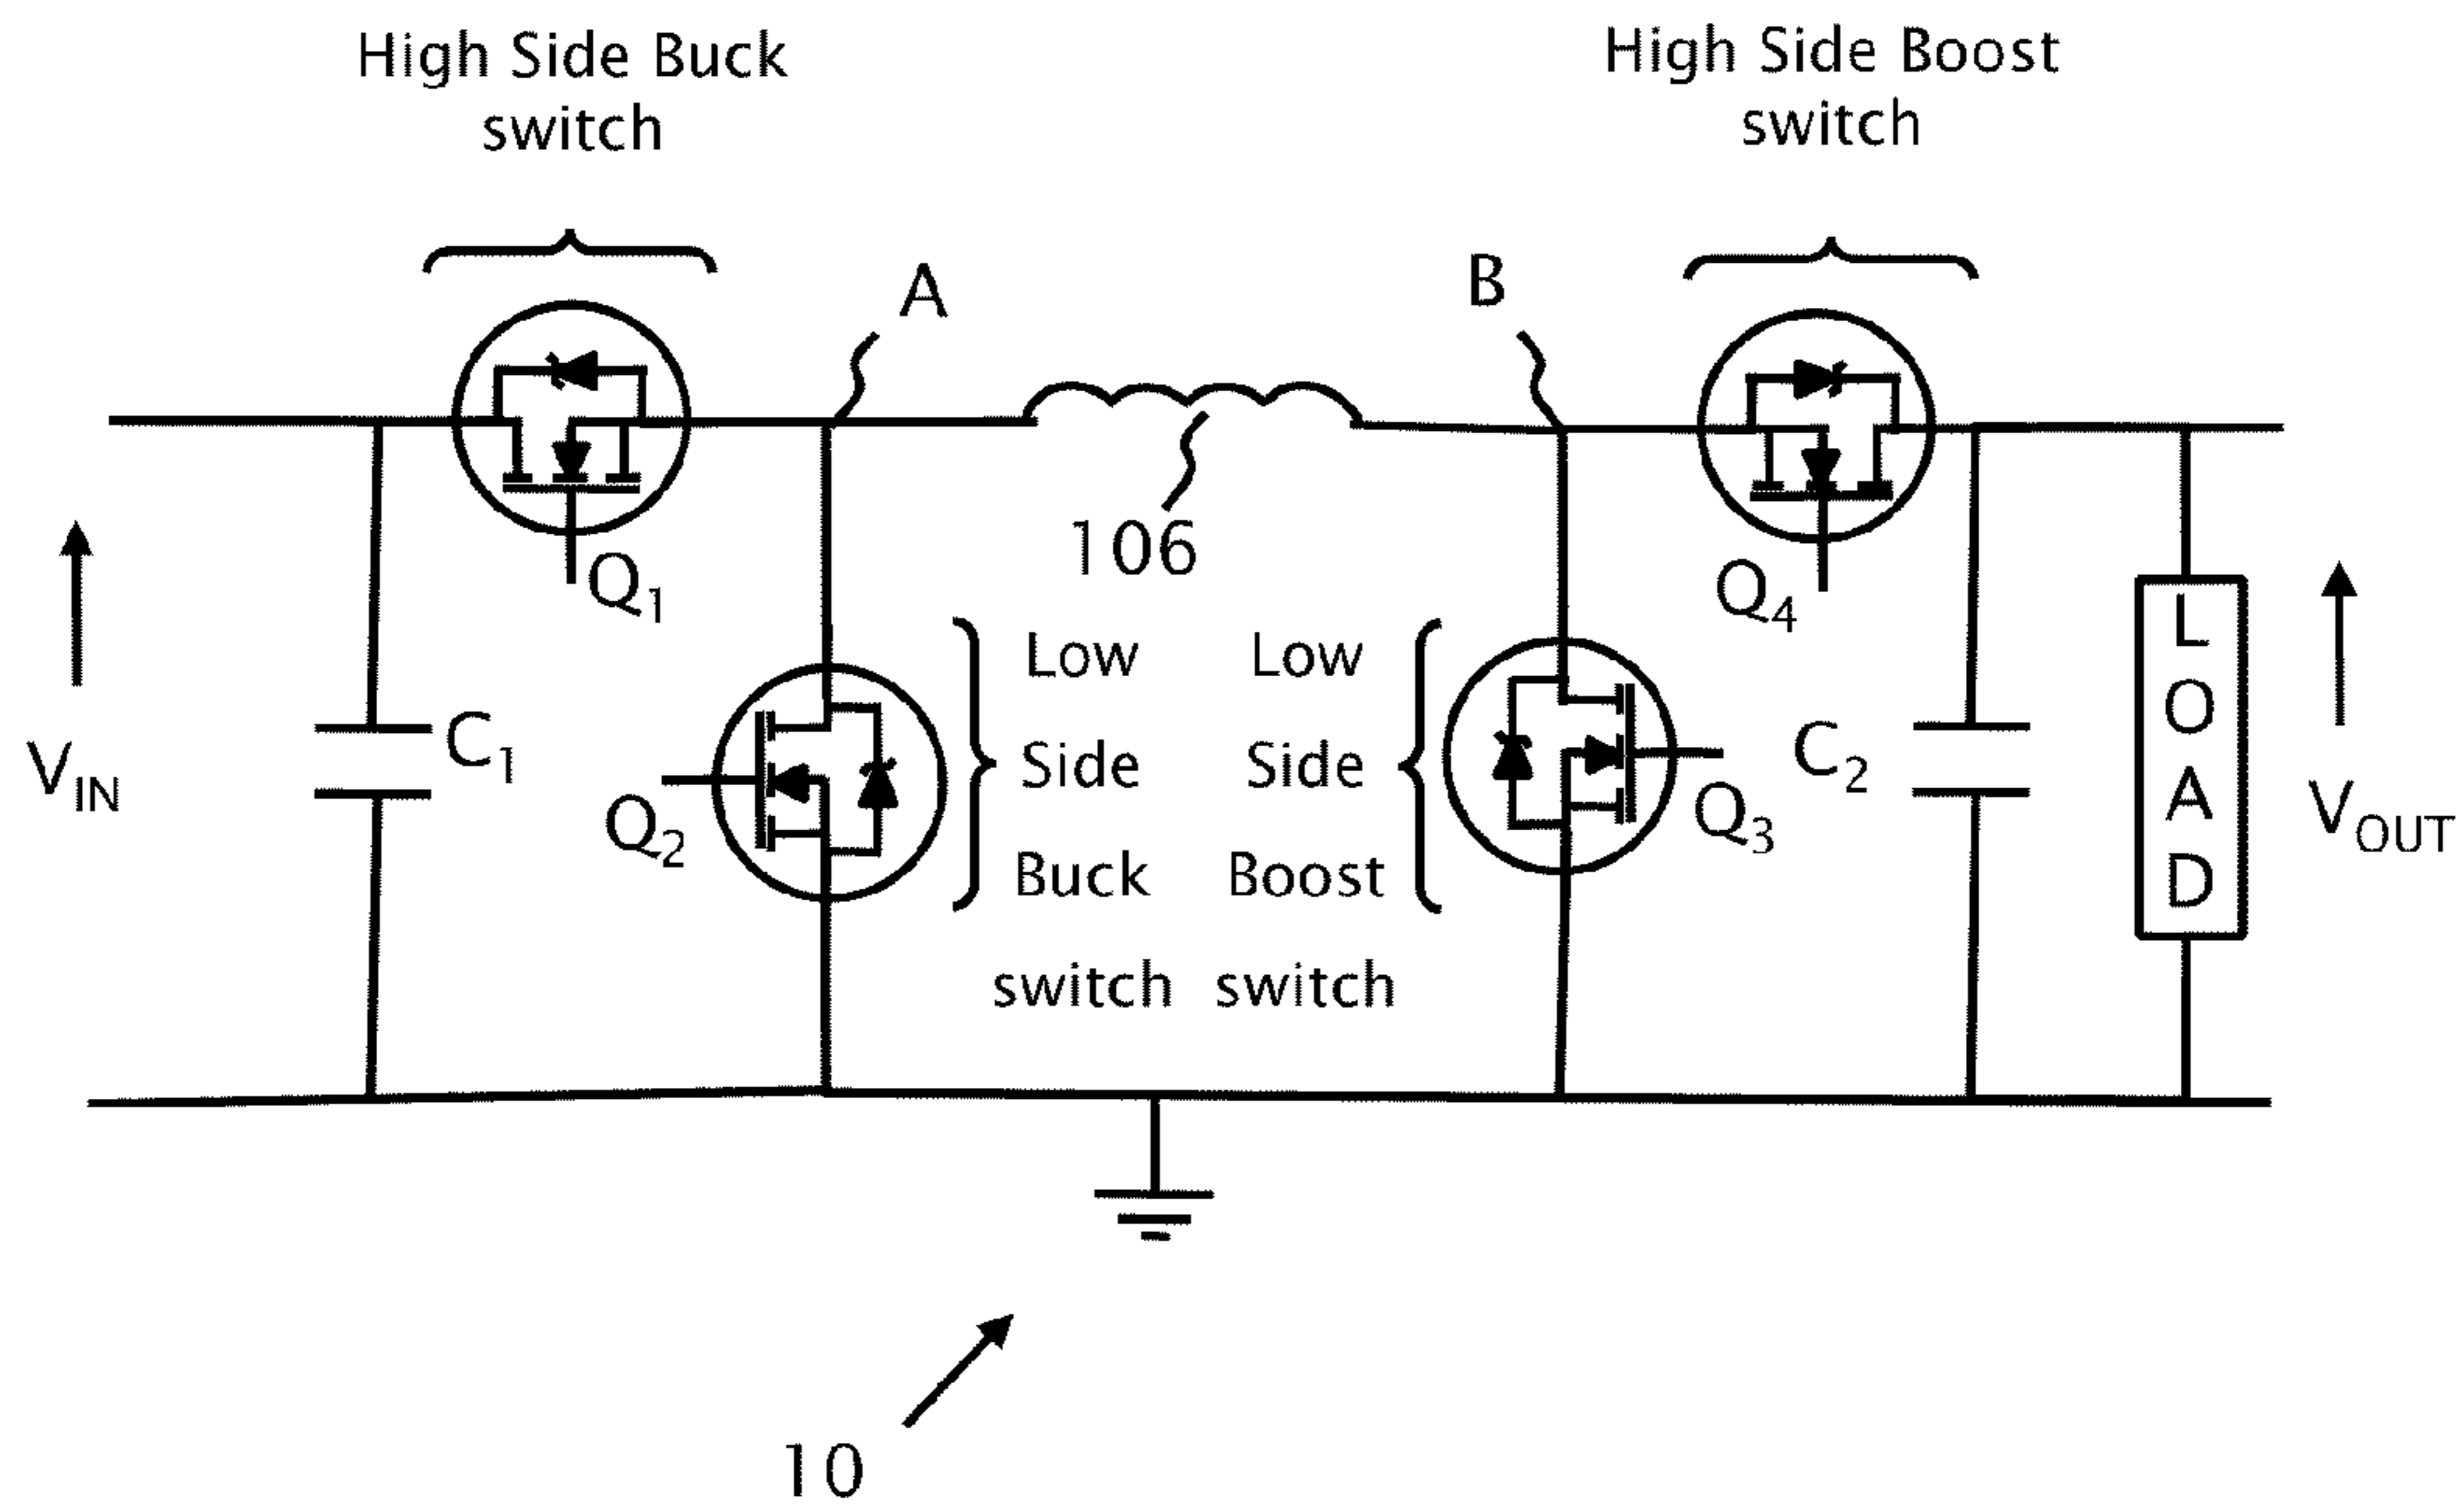 High Side Buck
switch
High Side Boost
switch
A
B
106
Q1
Q4
Low
Side
Buck
switch
Low
Side
Boost
switch
L
O
A
D
VIN
C1
Q2
Q3
C2
VOUT
10